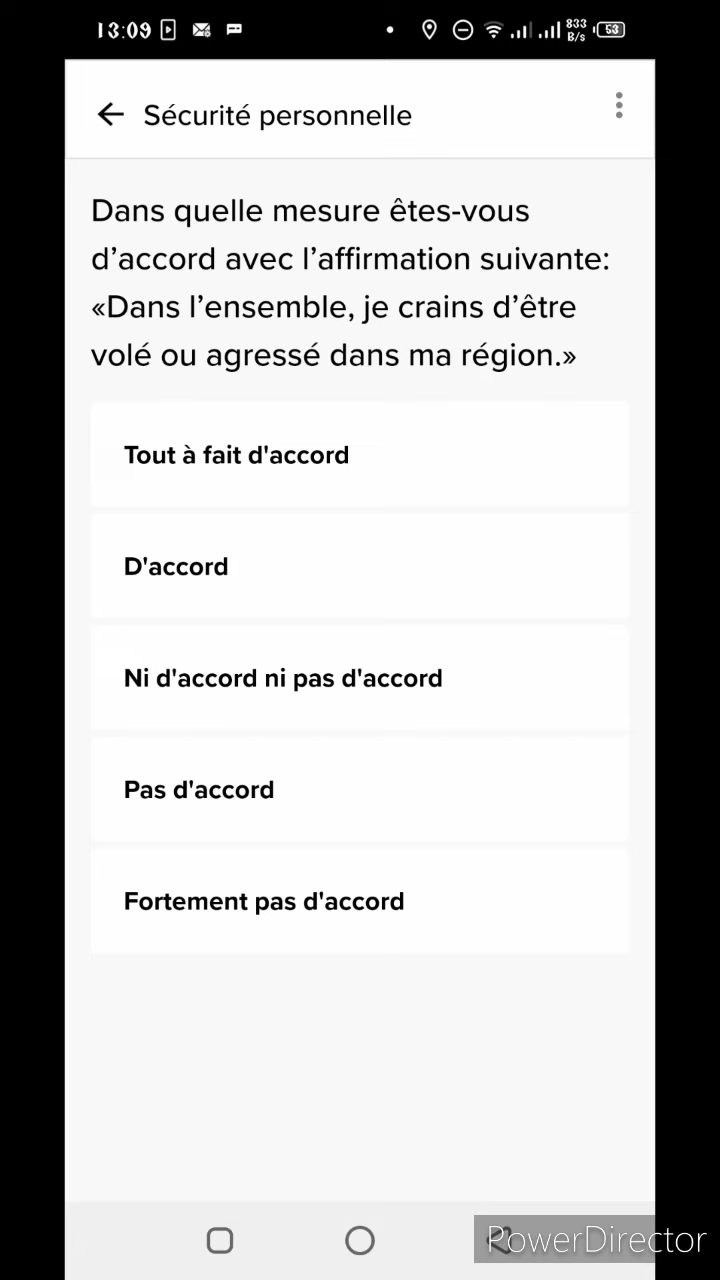 13:09
833
B/s
53
Sécurité personnelle
Dans quelle mesure êtes-vous
d’accord avec l’affirmation suivante:
«Dans l’ensemble, je crains d’être
volé ou agressé dans ma région.»
Tout à fait d'accord
D'accord
Ni d'accord ni pas d'accord
Pas d'accord
Fortement pas d'accord
PowerDirector